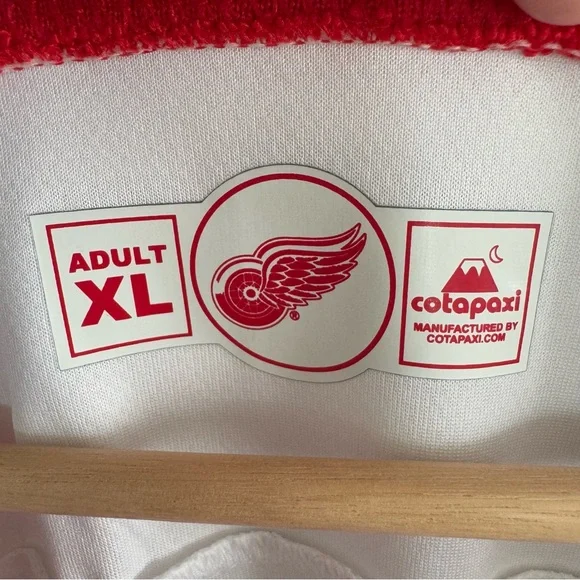 ADULT
XL
®
cotapaxi
MANUFACTURED BY
COTAPAXI.COM